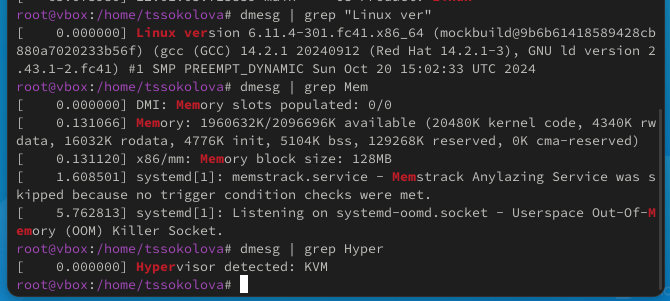 root@vbox:/home/tssokolova# dmesg | grep "Linux ver"
[    0.000000] Linux version 6.11.4-301.fc41.x86_64 (mockbuild@9b6b61418589428cb
880a7020233b56f) (gcc (GCC) 14.2.1 20240912 (Red Hat 14.2.1-3), GNU ld version 2
.43.1-2.fc41) #1 SMP PREEMPT_DYNAMIC Sun Oct 20 15:02:33 UTC 2024
root@vbox:/home/tssokolova# dmesg | grep Mem
[    0.000000] DMI: Memory slots populated: 0/0
[    0.131066] Memory: 1960632K/2096696K available (20480K kernel code, 4340K rw
data, 16032K rodata, 4776K init, 5104K bss, 129268K reserved, 0K cma-reserved)
[    0.131120] x86/mm: Memory block size: 128MB
[    1.608501] systemd[1]: memstrack.service - Memstrack Anylazing Service was s
kipped because no trigger condition checks were met.
[    5.762813] systemd[1]: Listening on systemd-oomd.socket - Userspace Out-Of-M
emory (OOM) Killer Socket.
root@vbox:/home/tssokolova# dmesg | grep Hyper
[    0.000000] Hypervisor detected: KVM
root@vbox:/home/tssokolova#